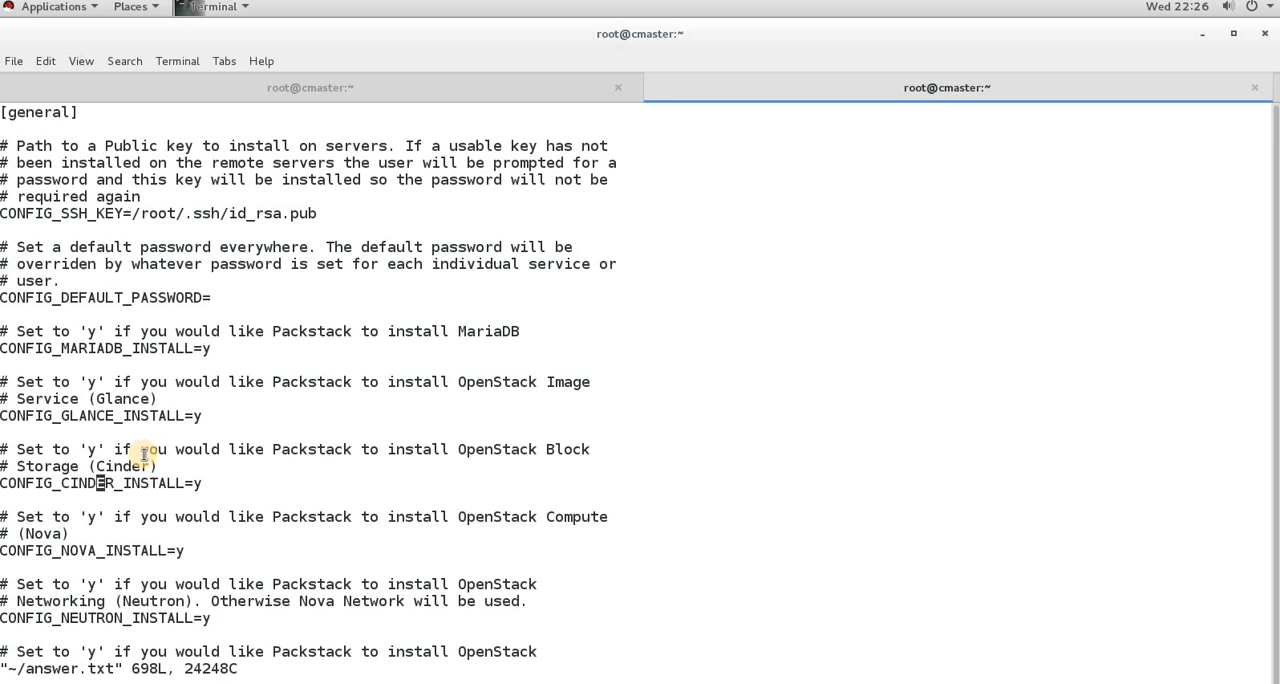 Applications Places Terminal Wed 22:26
root@cmaster:~
File Edit View Search Terminal Tabs Help
root@cmaster:~ root@cmaster:~
[general]
# Path to a Public key to install on servers. If a usable key has not
# been installed on the remote servers the user will be prompted for a
# password and this key will be installed so the password will not be
# required again
CONFIG_SSH_KEY=/root/.ssh/id_rsa.pub
# Set a default password everywhere. The default password will be
# overriden by whatever password is set for each individual service or
# user.
CONFIG_DEFAULT_PASSWORD=
# Set to 'y' if you would like Packstack to install MariaDB
CONFIG_MARIADB_INSTALL=y
# Set to 'y' if you would like Packstack to install OpenStack Image
# Service (Glance)
CONFIG_GLANCE_INSTALL=y
# Set to 'y' if you would like Packstack to install OpenStack Block
# Storage (Cinder)
CONFIG_CINDER_INSTALL=y
# Set to 'y' if you would like Packstack to install OpenStack Compute
# (Nova)
CONFIG_NOVA_INSTALL=y
# Set to 'y' if you would like Packstack to install OpenStack
# Networking (Neutron). Otherwise Nova Network will be used.
CONFIG_NEUTRON_INSTALL=y
# Set to 'y' if you would like Packstack to install OpenStack
"~/answer.txt" 698L, 24248C